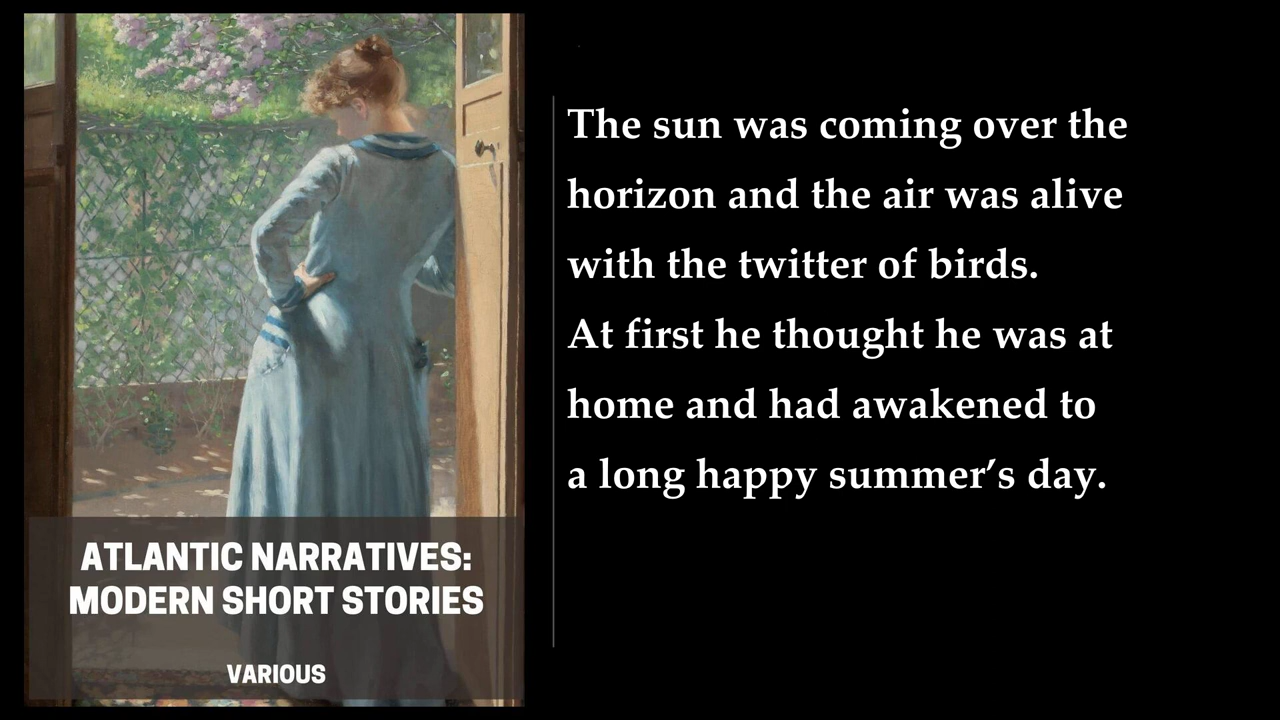 ATLANTIC NARRATIVES:
MODERN SHORT STORIES
VARIOUS
The sun was coming over the
horizon and the air was alive
with the twitter of birds.
At first he thought he was at
home and had awakened to
a long happy summer’s day.